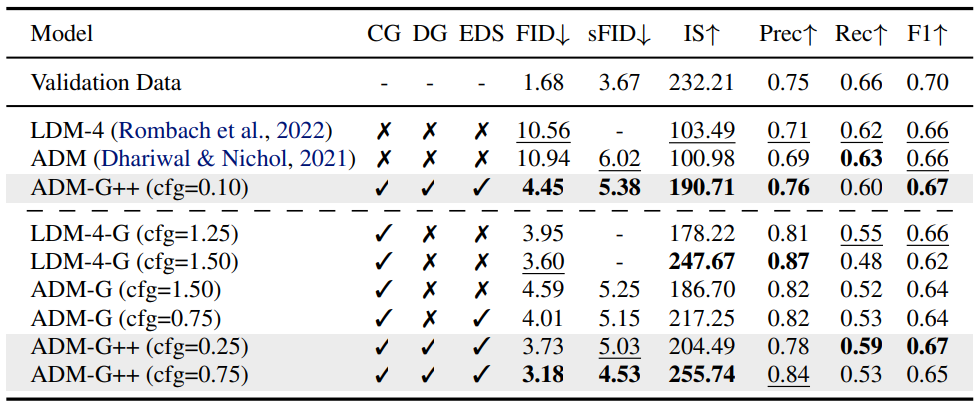 Model CG DG EDS FID↓ sFID↓ IS↑ Prec↑ Rec↑ F1↑
Validation Data - - - 1.68 3.67 232.21 0.75 0.66 0.70
LDM-4 (Rombach et al., 2022) ✗ ✗ ✗ 10.56 - 103.49 0.71 0.62 0.66
ADM (Dhariwal & Nichol, 2021) ✗ ✗ ✗ 10.94 6.02 100.98 0.69 0.63 0.66
ADM-G++ (cfg=0.10) ✓ ✓ ✓ 4.45 5.38 190.71 0.76 0.60 0.67
LDM-4-G (cfg=1.25) ✓ ✗ ✗ 3.95 - 178.22 0.81 0.55 0.66
LDM-4-G (cfg=1.50) ✓ ✗ ✗ 3.60 - 247.67 0.87 0.48 0.62
ADM-G (cfg=1.50) ✓ ✗ ✗ 4.59 5.25 186.70 0.82 0.52 0.64
ADM-G (cfg=0.75) ✓ ✗ ✓ 4.01 5.15 217.25 0.82 0.53 0.64
ADM-G++ (cfg=0.25) ✓ ✓ ✓ 3.73 5.03 204.49 0.78 0.59 0.67
ADM-G++ (cfg=0.75) ✓ ✓ ✓ 3.18 4.53 255.74 0.84 0.53 0.65